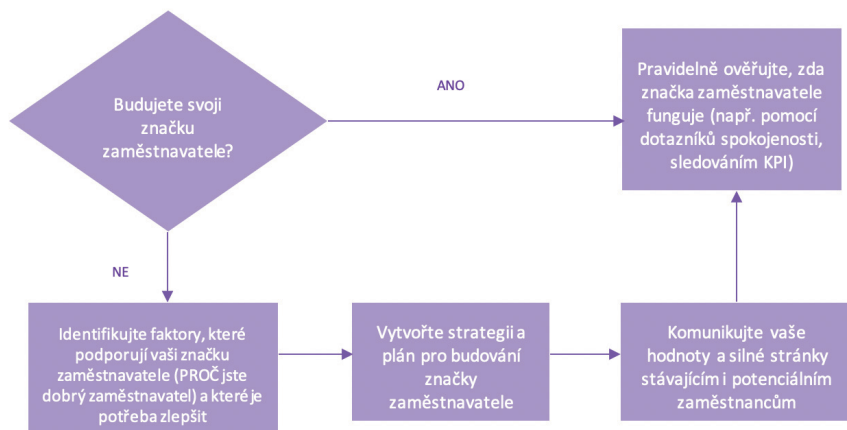 Budujete svoji
značku
zaměstnavatele?
ANO
Pravidelně ověřujte, zda
značka zaměstnavatele
funguje (např. pomocí
dotazníků spokojenosti,
sledováním KPI)
NE
Identifikujte faktory, které
podporují vaši značku
zaměstnavatele (PROČ jste
dobrý zaměstnavatel) a které je
potřeba zlepšit
Vytvořte strategii a
plán pro budování
značky
zaměstnavatele
Komunikujte vaše
hodnoty a silné stránky
stávajícím i potenciálním
zaměstnancům